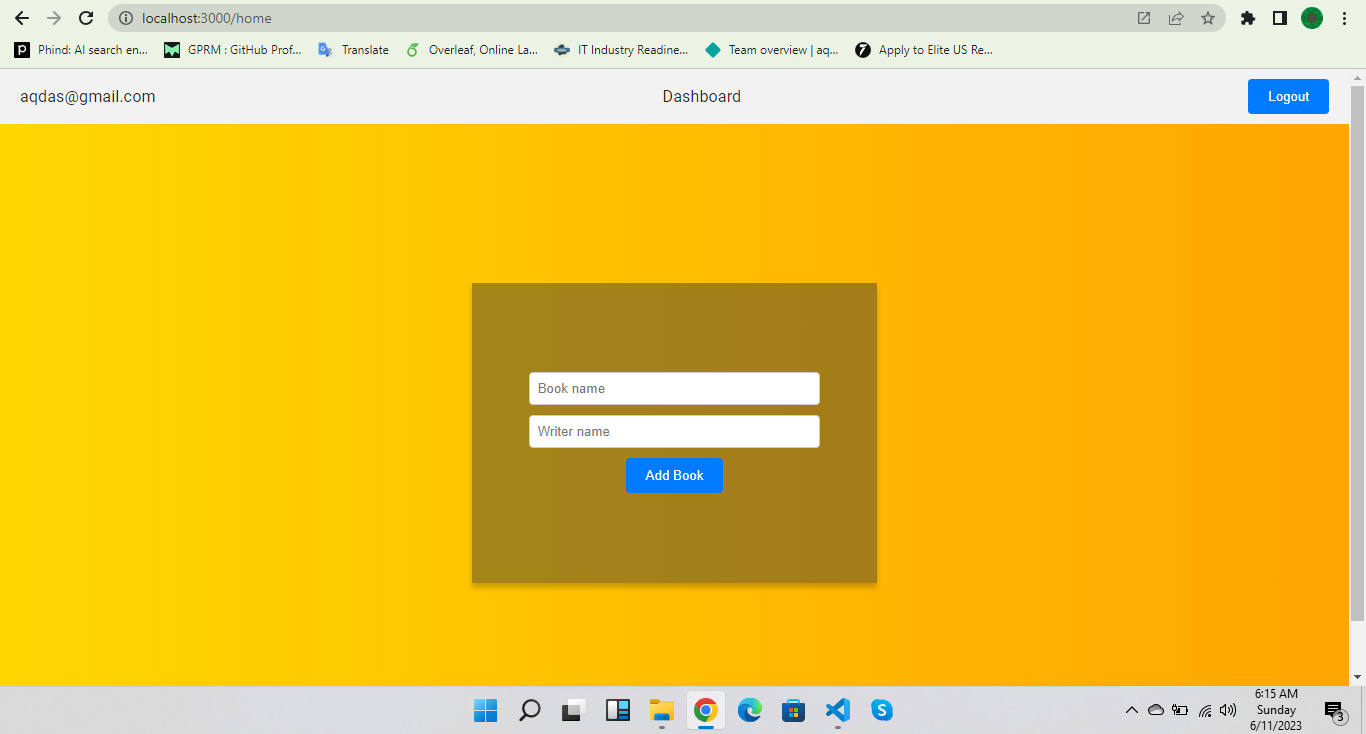 localhost:3000/home
Phind: AI search en... GPRM : GitHub Prof... Translate Overleaf, Online La... IT Industry Readine... Team overview | aq... Apply to Elite US Re...
aqdas@gmail.com Dashboard Logout
Book name
Writer name
Add Book
6:15 AM
Sunday
6/11/2023
3